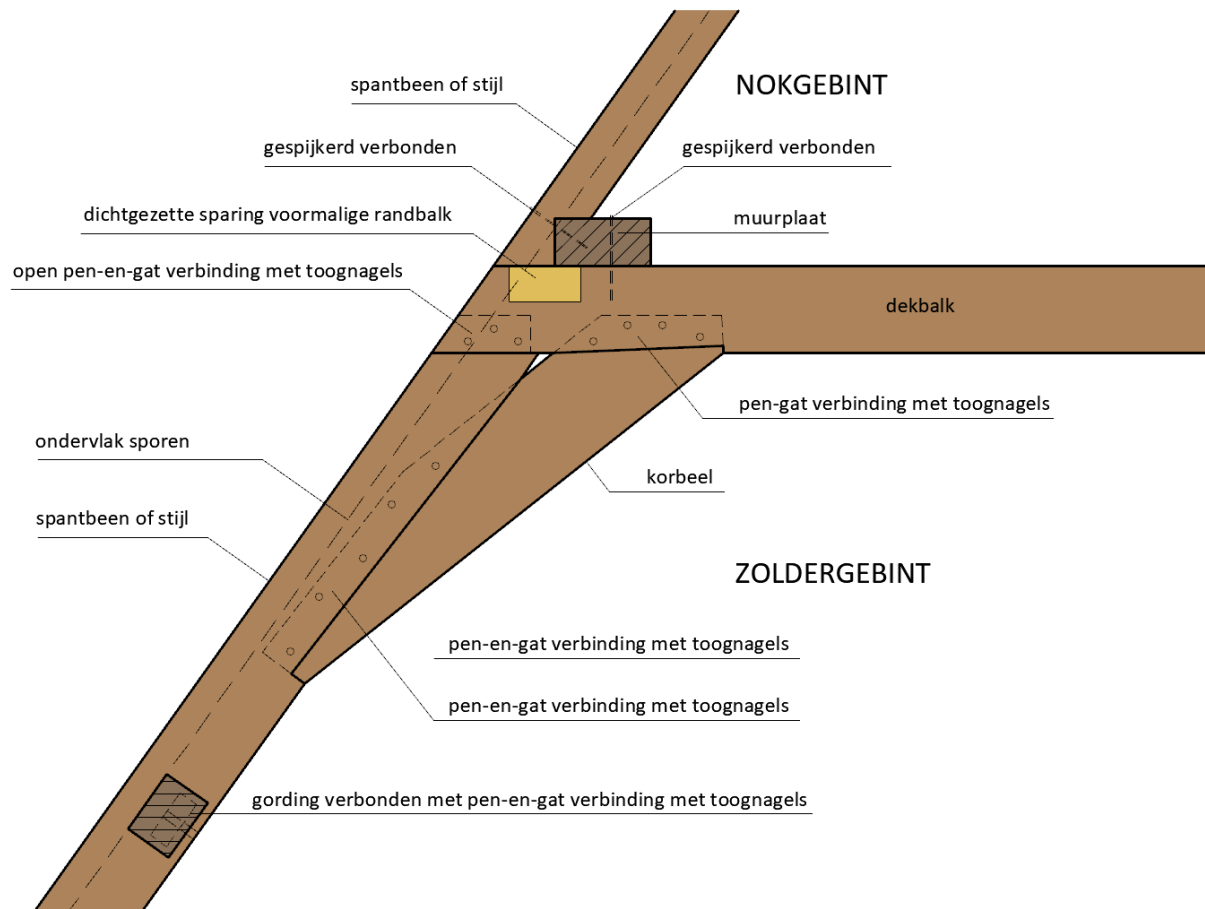 NOKGEBINT
spantbeen of stijl
gespijkerd verbonden
gespijkerd verbonden
dichtgezette sparing voormalige randbalk
muurplaat
open pen-en-gat verbinding met toognagels
dekbalk
pen-gat verbinding met toognagels
ondervlak sporen
korbeel
spantbeen of stijl
ZOLDERGEBINT
pen-en-gat verbinding met toognagels
pen-en-gat verbinding met toognagels
gording verbonden met pen-en-gat verbinding met toognagels